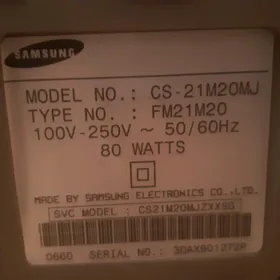 SAMSUNG
MODEL NO.: CS-21M20MJ
TYPE NO. : FM21M20
100V-250V ~ 50/60Hz
80 WATTS
MADE BY SAMSUNG ELECTRONICS CO.,LTD.
SVC MODEL : CS21M20MJZXXSG
0660 SERIAL NO.: